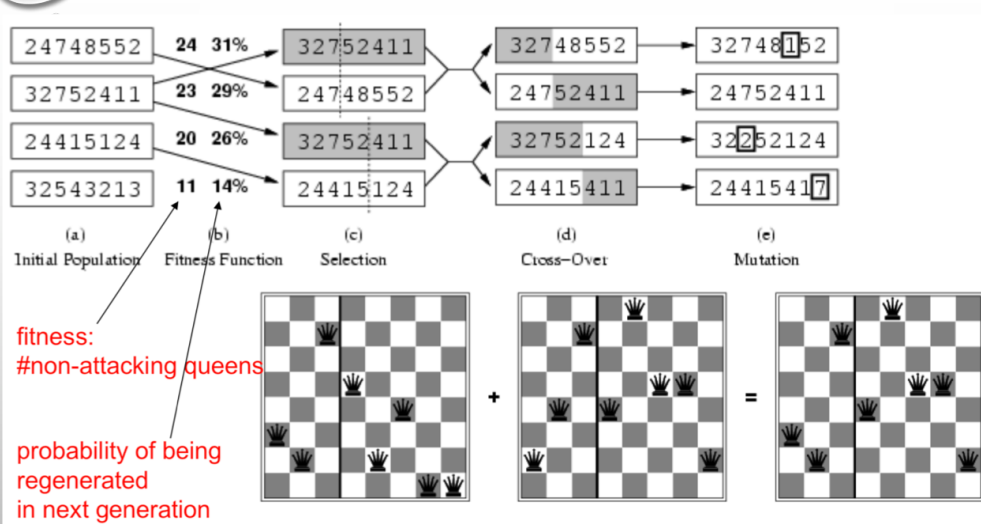 24748552 24 31% 32752411 32748552 32748152
32752411 23 29% 24748552 24752411 24752411
24415124 20 26% 32752411 32752124 32252124
32543213 11 14% 24415124 24415411 24415417
(a) (b) (c) (d) (e)
Initial Population Fitness Function Selection Cross-Over Mutation
fitness:
#non-attacking queens
+ =
probability of being
regenerated
in next generation